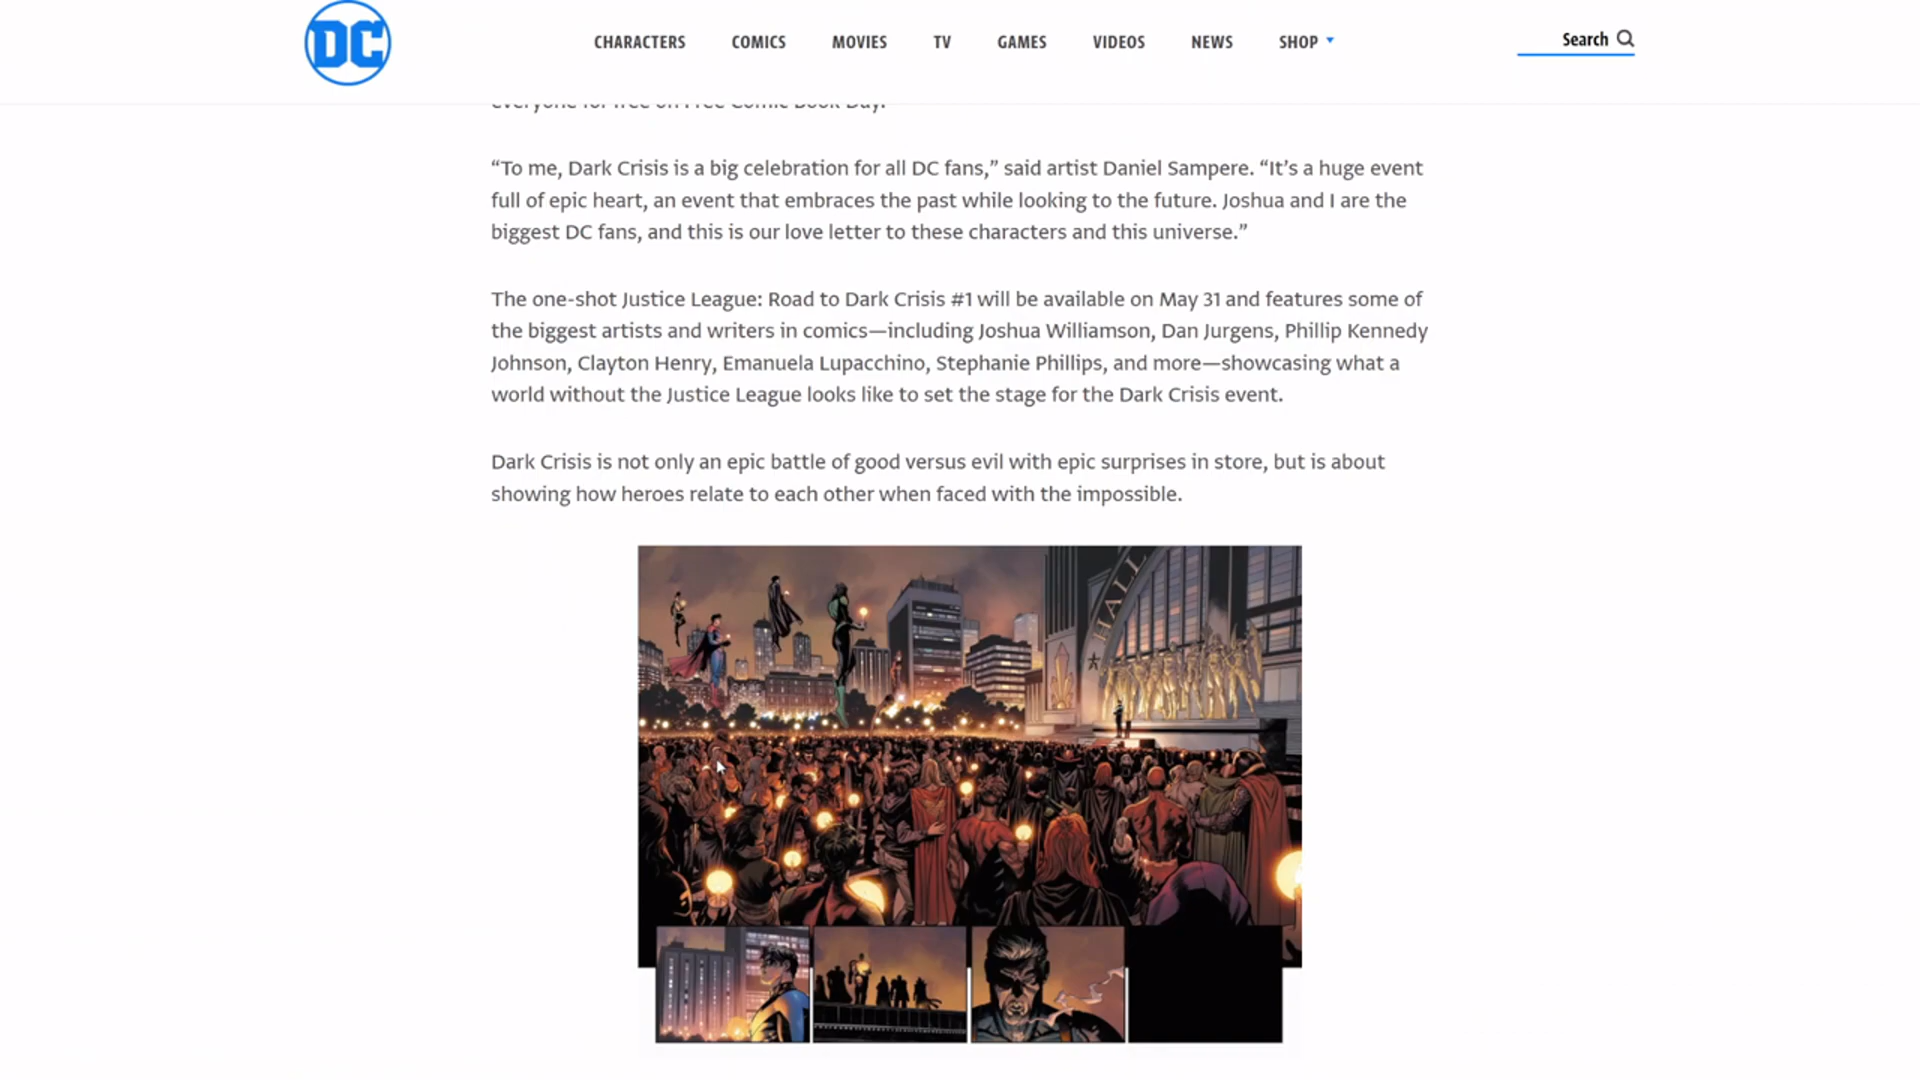 DC
CHARACTERS COMICS MOVIES TV GAMES VIDEOS NEWS SHOP
Search
everyone for free on Free Comic Book Day.
“To me, Dark Crisis is a big celebration for all DC fans,” said artist Daniel Sampere. “It’s a huge event
full of epic heart, an event that embraces the past while looking to the future. Joshua and I are the
biggest DC fans, and this is our love letter to these characters and this universe.”
The one-shot Justice League: Road to Dark Crisis #1 will be available on May 31 and features some of
the biggest artists and writers in comics—including Joshua Williamson, Dan Jurgens, Phillip Kennedy
Johnson, Clayton Henry, Emanuela Lupacchino, Stephanie Phillips, and more—showcasing what a
world without the Justice League looks like to set the stage for the Dark Crisis event.
Dark Crisis is not only an epic battle of good versus evil with epic surprises in store, but is about
showing how heroes relate to each other when faced with the impossible.
HALL